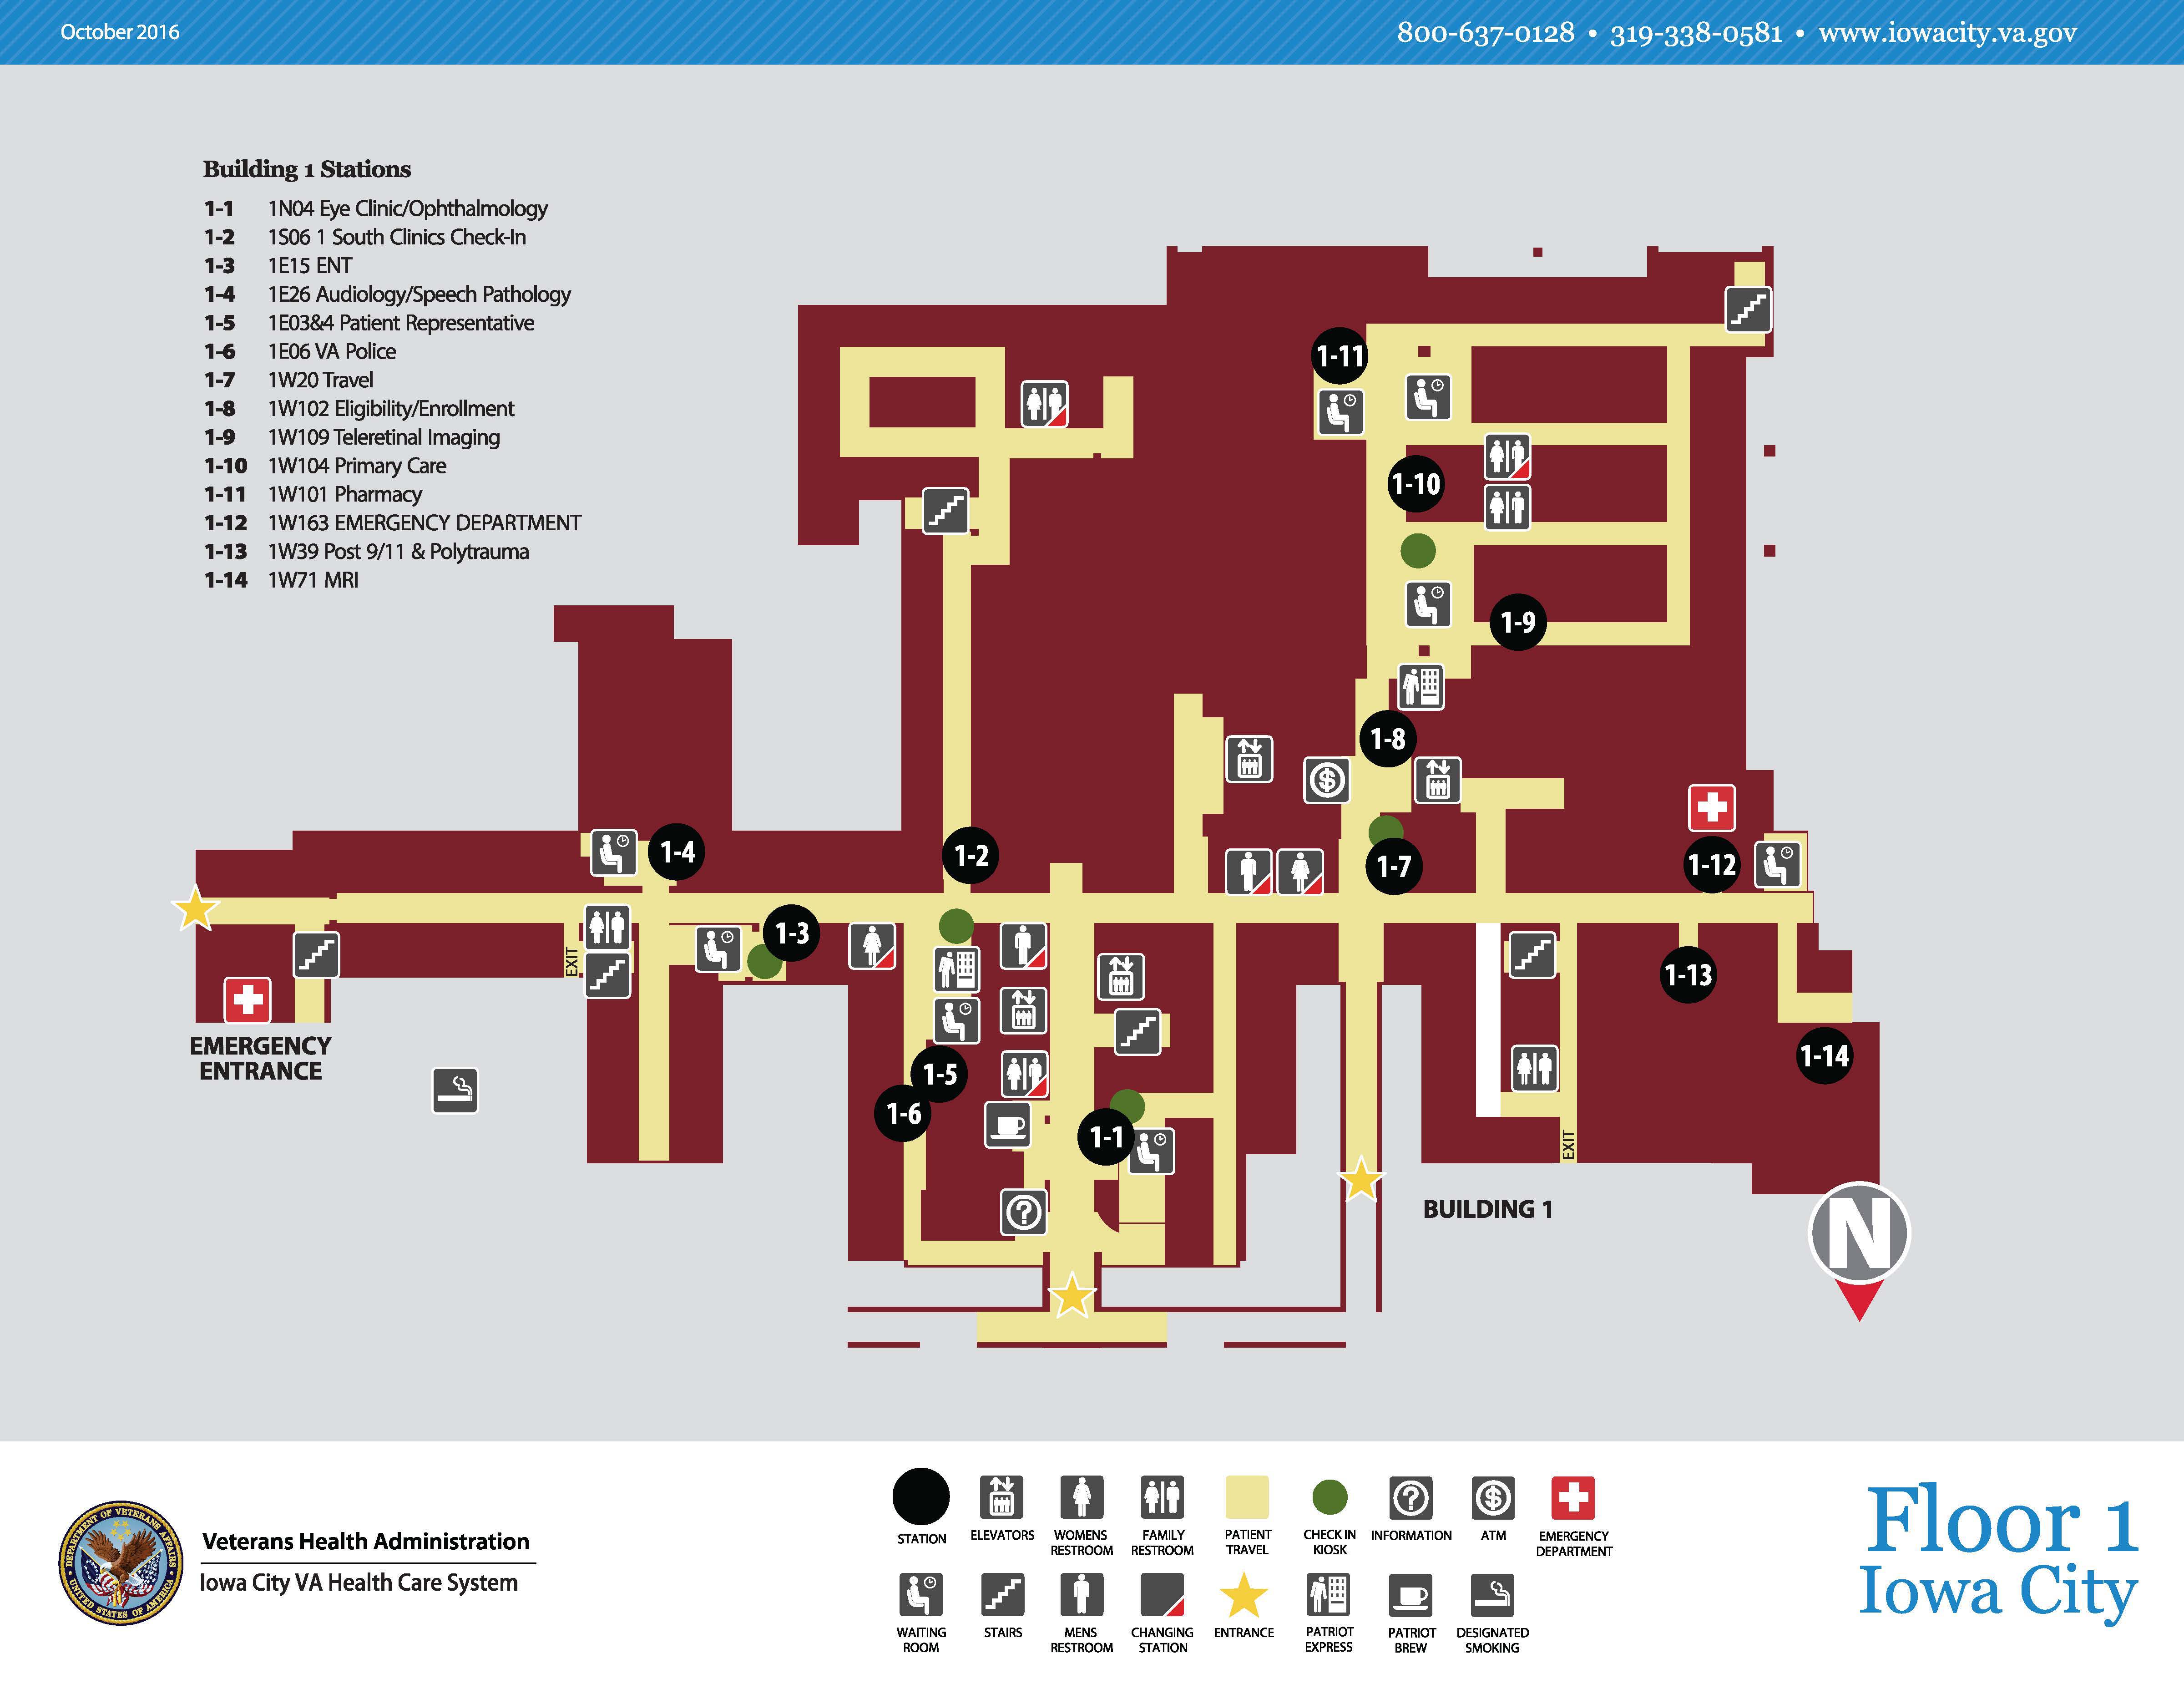 October 2016
800-637-0128 • 319-338-0581 • www.iowacity.va.gov
Building 1 Stations
1-1 1N04 Eye Clinic/Ophthalmology
1-2 1S06 1 South Clinics Check-In
1-3 1E15 ENT
1-4 1E26 Audiology/Speech Pathology
1-5 1E03&4 Patient Representative
1-6 1E06 VA Police
1-7 1W20 Travel
1-8 1W102 Eligibility/Enrollment
1-9 1W109 Teleretinal Imaging
1-10 1W104 Primary Care
1-11 1W101 Pharmacy
1-12 1W163 EMERGENCY DEPARTMENT
1-13 1W39 Post 9/11 & Polytrauma
1-14 1W71 MRI
1-11
1-10
1-9
1-8
1-4
1-2
1-7
1-12
1-3
EXIT
1-13
EMERGENCY
ENTRANCE
1-5
1-6
1-1
1-14
EXIT
BUILDING 1
N
STATION
ELEVATORS
WOMENS
RESTROOM
FAMILY
RESTROOM
PATIENT
TRAVEL
CHECK IN
KIOSK
INFORMATION
ATM
EMERGENCY
DEPARTMENT
WAITING
ROOM
STAIRS
MENS
RESTROOM
CHANGING
STATION
ENTRANCE
PATRIOT
EXPRESS
PATRIOT
BREW
DESIGNATED
SMOKING
DEPARTMENT OF VETERANS AFFAIRS
UNITED STATES OF AMERICA
Veterans Health Administration
Iowa City VA Health Care System
Floor 1
Iowa City